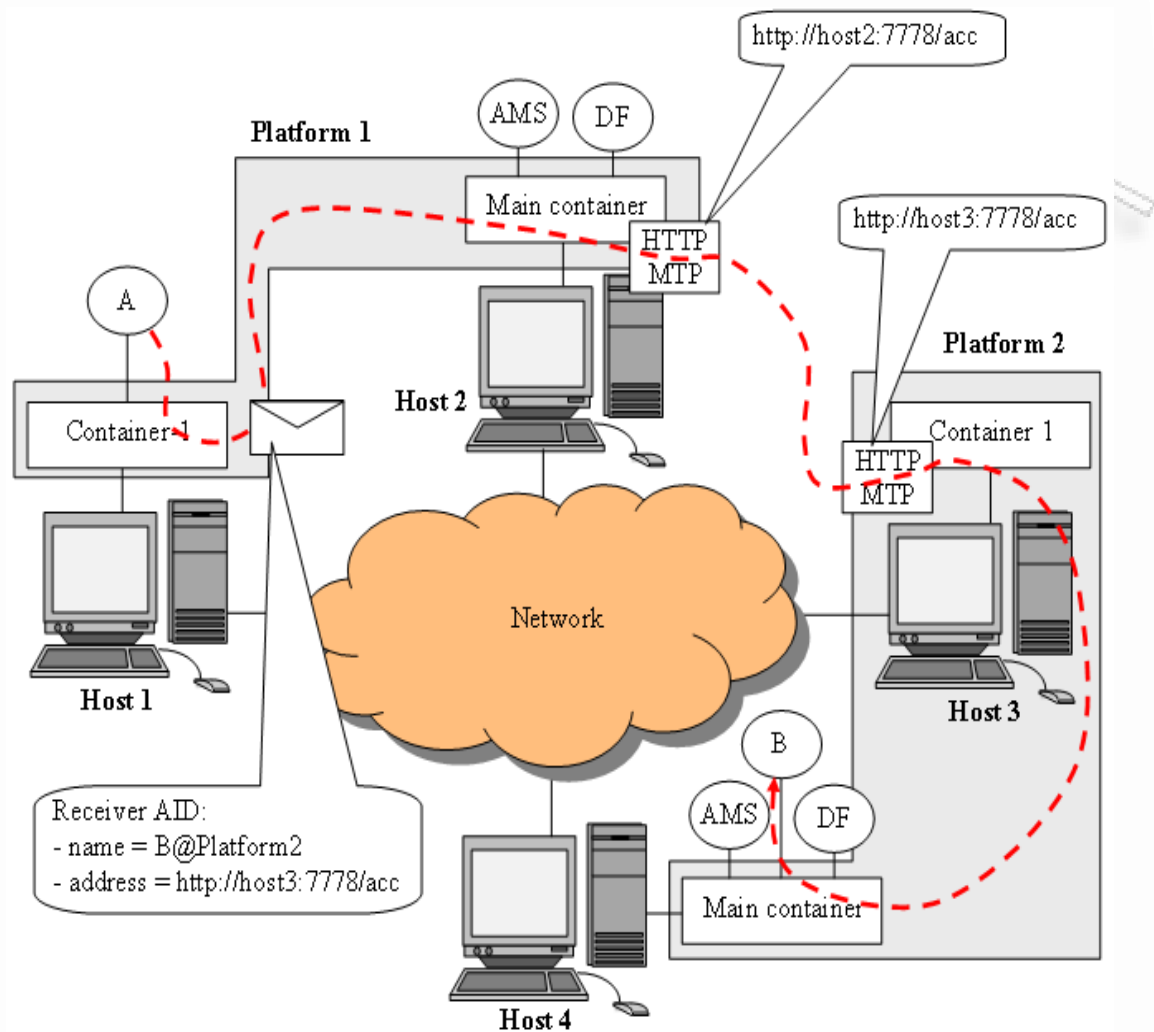 http://host2:7778/acc
AMS
DF
Platform 1
Main container
http://host3:7778/acc
HTTP
MTP
A
Platform 2
Host 2
Container-1
Container 1
HTTP
MTP
Network
Host 1
Host 3
B
Receiver AID:
- name = B@Platform2
- address = http://host3:7778/acc
AMS
DF
Main container
Host 4